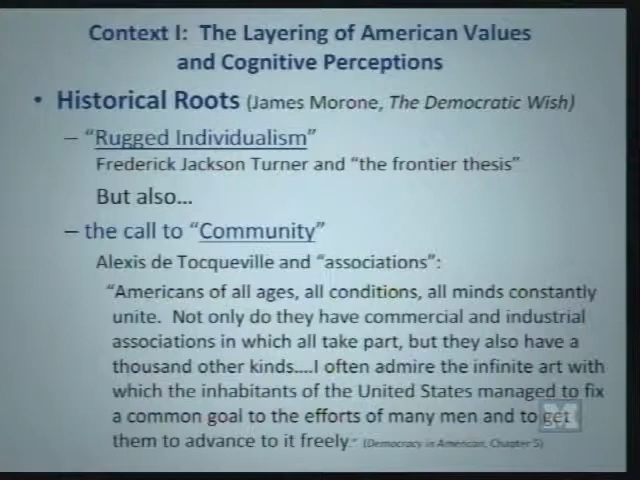 Context I: The Layering of American Values
and Cognitive Perceptions
• Historical Roots (James Morone, The Democratic Wish)
– "Rugged Individualism"
Frederick Jackson Turner and "the frontier thesis"
But also...
– the call to "Community"
Alexis de Tocqueville and "associations":
"Americans of all ages, all conditions, all minds constantly
unite. Not only do they have commercial and industrial
associations in which all take part, but they also have a
thousand other kinds....I often admire the infinite art with
which the inhabitants of the United States managed to fix
a common goal to the efforts of many men and to get
them to advance to it freely." (Democracy in American, Chapter 5)
M